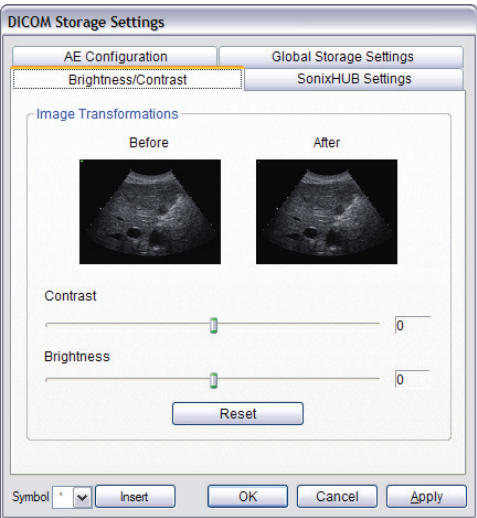 DICOM Storage Settings
AE Configuration
Global Storage Settings
Brightness/Contrast
SonixHUB Settings
Image Transformations
Before
After
Contrast
0
Brightness
0
Reset
Symbol ' Insert OK Cancel Apply